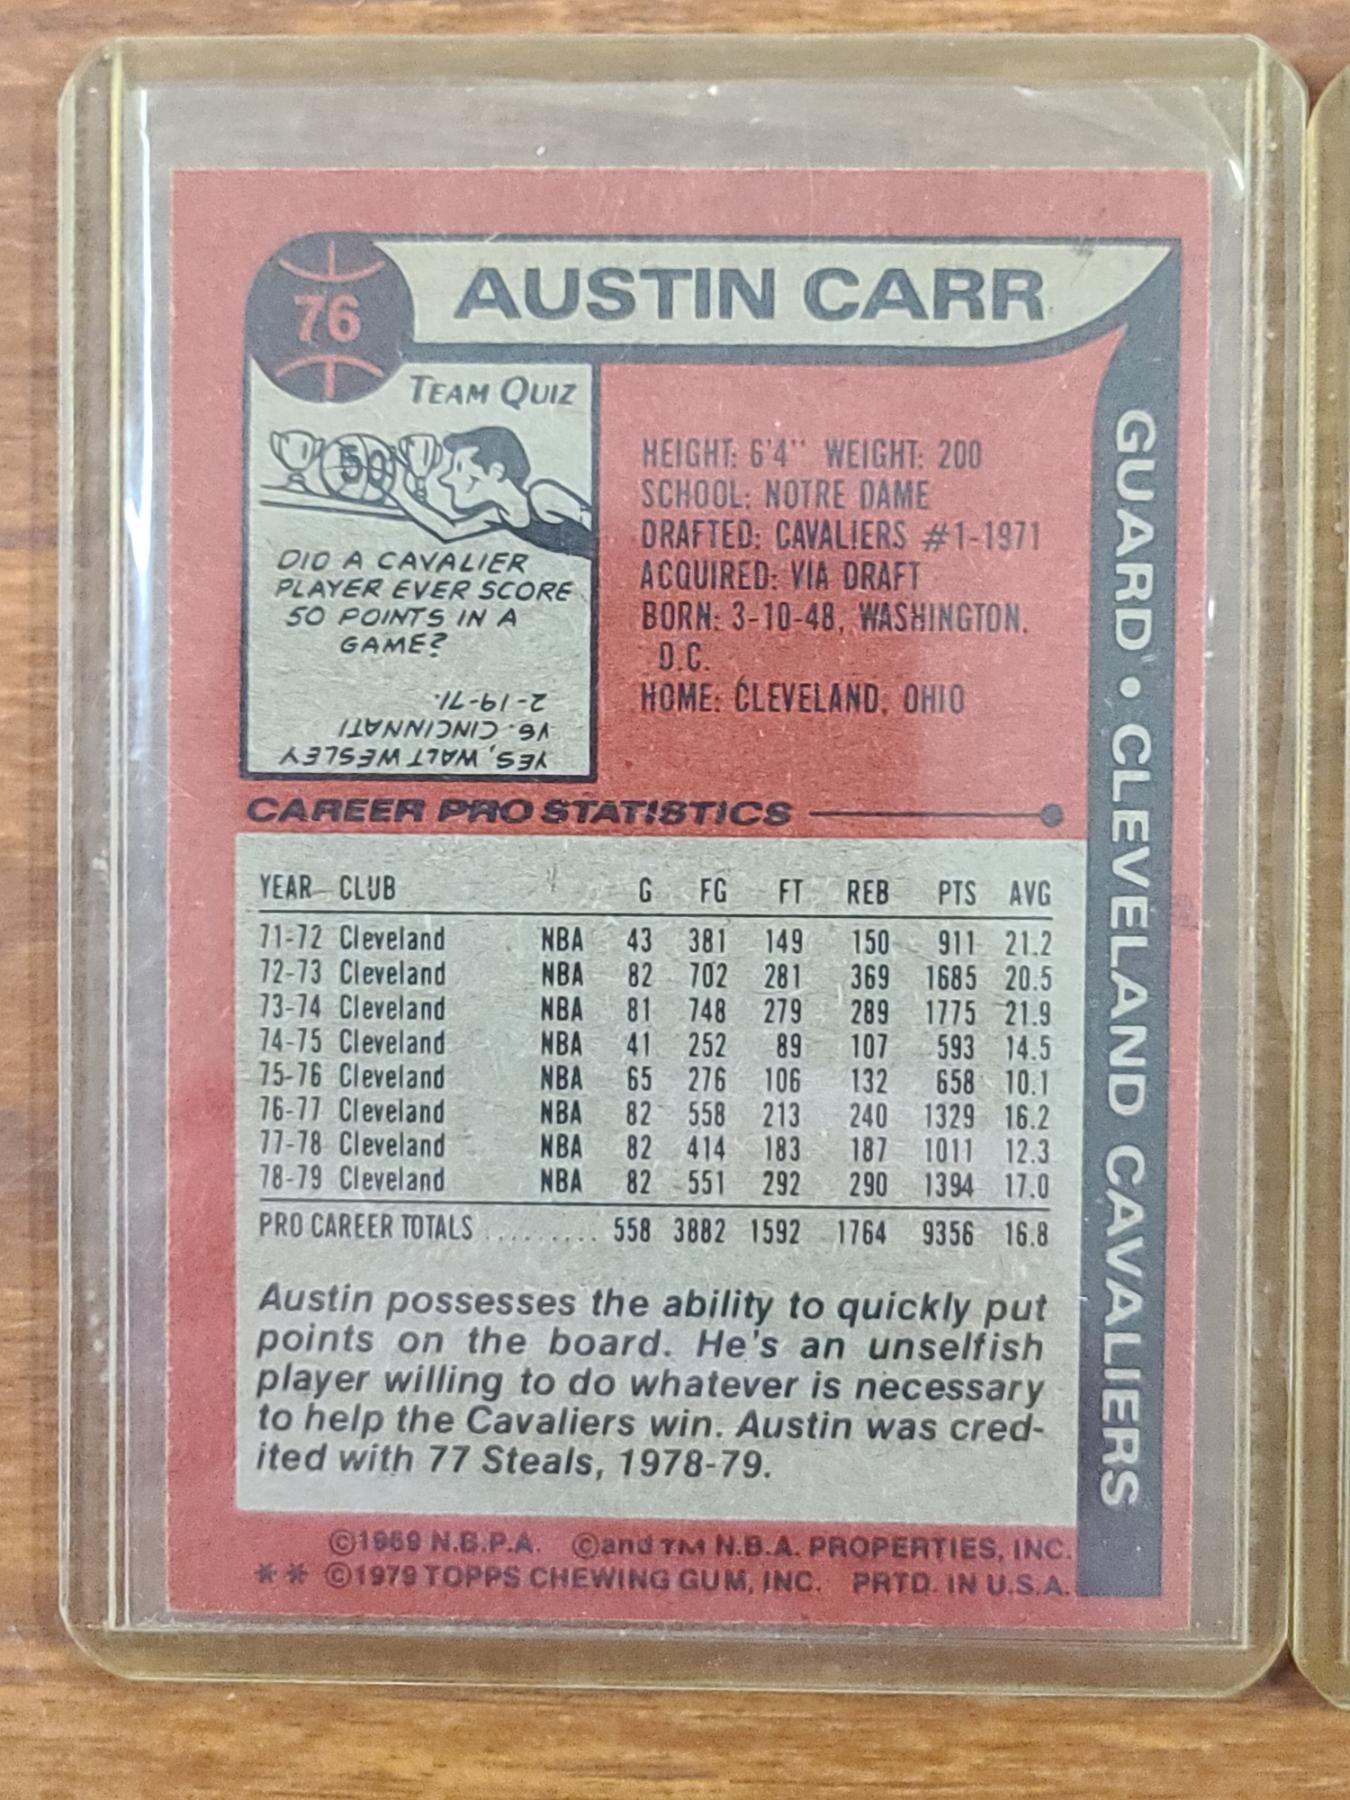 76
AUSTIN CARR
TEAM QUIZ
50
DID A CAVALIER
PLAYER EVER SCORE
50 POINTS IN A
GAME?
YES, WALT WESLEY
VS. CINCINNATI
2-19-71.
HEIGHT: 6'4" WEIGHT: 200
SCHOOL: NOTRE DAME
DRAFTED: CAVALIERS #1-1971
ACQUIRED: VIA DRAFT
BORN: 3-10-48, WASHINGTON,
D.C.
HOME: CLEVELAND, OHIO
GUARD • CLEVELAND CAVALIERS
CAREER PRO STATISTICS
YEAR CLUB G FG FT REB PTS AVG
71-72 Cleveland NBA 43 381 149 150 911 21.2
72-73 Cleveland NBA 82 702 281 369 1685 20.5
73-74 Cleveland NBA 81 748 279 289 1775 21.9
74-75 Cleveland NBA 41 252 89 107 593 14.5
75-76 Cleveland NBA 65 276 106 132 658 10.1
76-77 Cleveland NBA 82 558 213 240 1329 16.2
77-78 Cleveland NBA 82 414 183 187 1011 12.3
78-79 Cleveland NBA 82 551 292 290 1394 17.0
PRO CAREER TOTALS ......... 558 3882 1592 1764 9356 16.8
Austin possesses the ability to quickly put
points on the board. He's an unselfish
player willing to do whatever is necessary
to help the Cavaliers win. Austin was cred-
ited with 77 Steals, 1978-79.
©1969 N.B.P.A. ©and TM N.B.A. PROPERTIES, INC.
** ©1979 TOPPS CHEWING GUM, INC. PRTD. IN U.S.A.